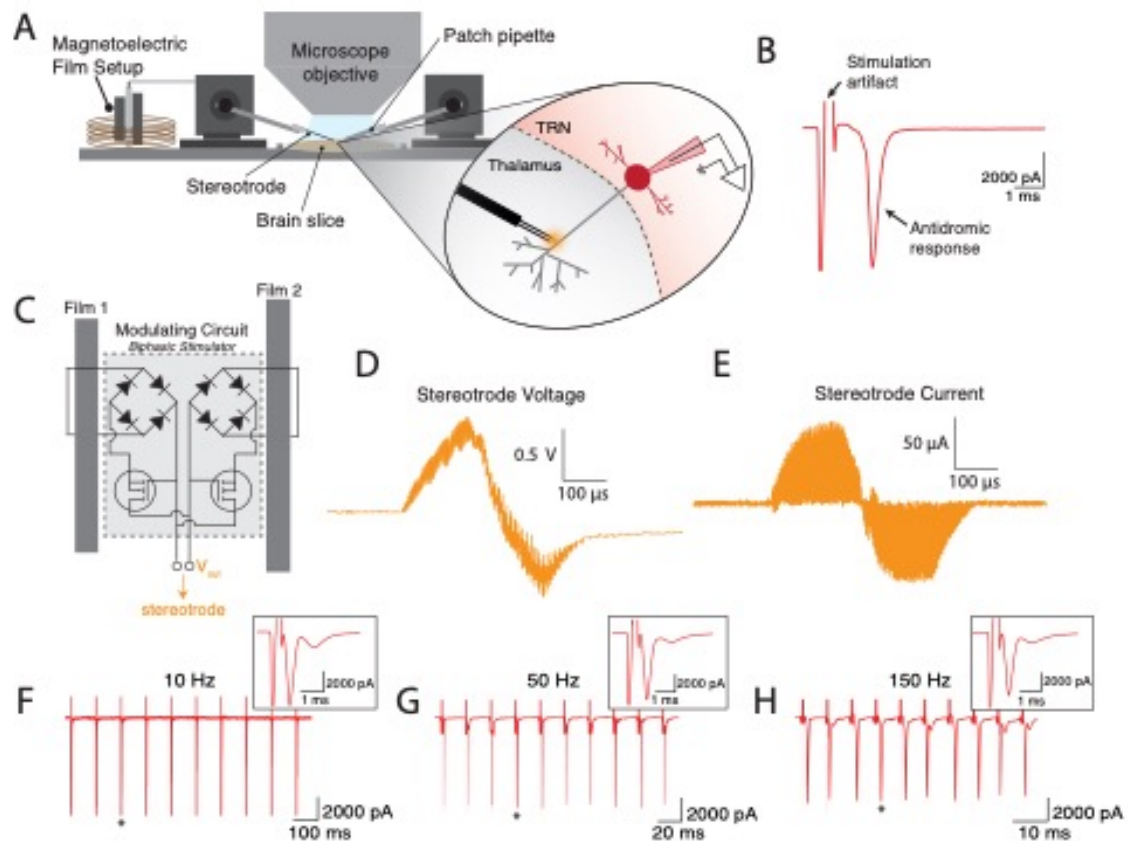 A
Magnetoelectric
Film Setup
Microscope
objective
Patch pipette
Stereotrode
Brain slice
TRN
Thalamus
B
Stimulation
artifact
2000 pA
1 ms
Antidromic
response
C
Film 1
Film 2
Modulating Circuit
Biphasic Stimulator
Vout
stereotrode
D
Stereotrode Voltage
0.5 V
100 µs
E
Stereotrode Current
50 µA
100 µs
F
10 Hz
2000 pA
1 ms
2000 pA
100 ms
*
G
50 Hz
2000 pA
1 ms
2000 pA
20 ms
*
H
150 Hz
2000 pA
1 ms
2000 pA
10 ms
*